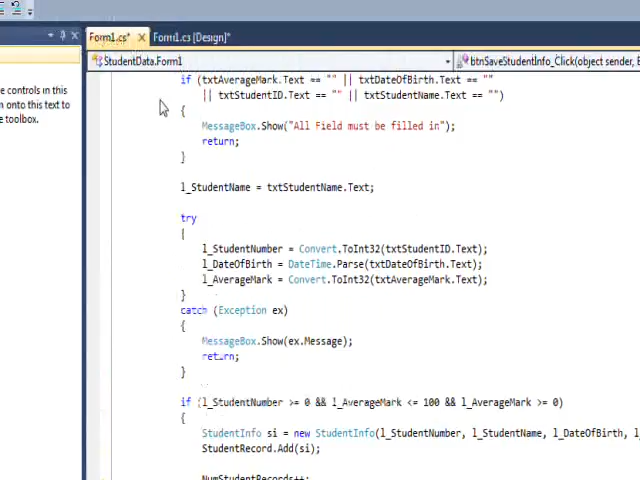 Form1.cs* × Form1.cs [Design]*
StudentData.Form1 btnSaveStudentInfo_Click(object sender,
e controls in this
n onto this text to
e toolbox.
if (txtAverageMark.Text == "" || txtDateOfBirth.Text == ""
|| txtStudentID.Text == "" || txtStudentName.Text == "")
{
MessageBox.Show("All Field must be filled in");
return;
}
l_StudentName = txtStudentName.Text;
try
{
l_StudentNumber = Convert.ToInt32(txtStudentID.Text);
l_DateOfBirth = DateTime.Parse(txtDateOfBirth.Text);
l_AverageMark = Convert.ToInt32(txtAverageMark.Text);
}
catch (Exception ex)
{
MessageBox.Show(ex.Message);
return;
}
if (l_StudentNumber >= 0 && l_AverageMark <= 100 && l_AverageMark >= 0)
{
StudentInfo si = new StudentInfo(l_StudentNumber, l_StudentName, l_DateOfBirth, l_
StudentRecord.Add(si);
NumStudentRecords++;